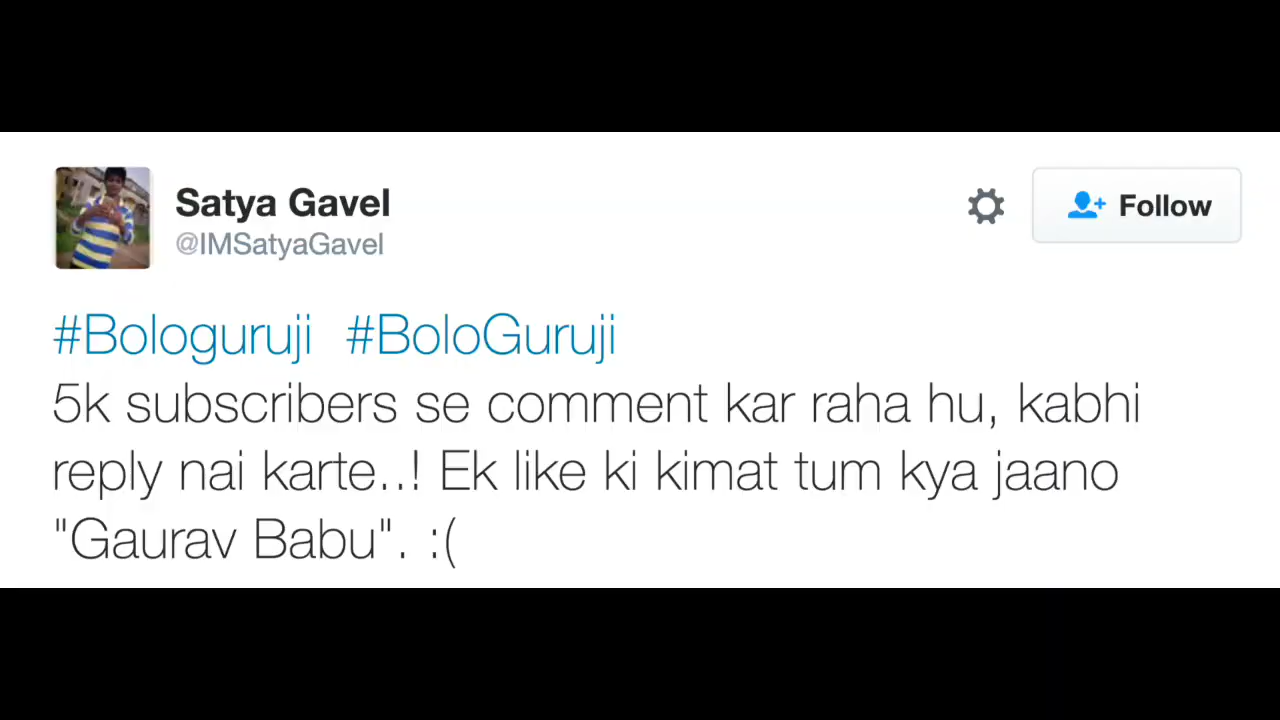 Satya Gavel
@IMSatyaGavel
Follow
#Bologuruji #BoloGuruji
5k subscribers se comment kar raha hu, kabhi
reply nai karte..! Ek like ki kimat tum kya jaano
"Gaurav Babu". :(